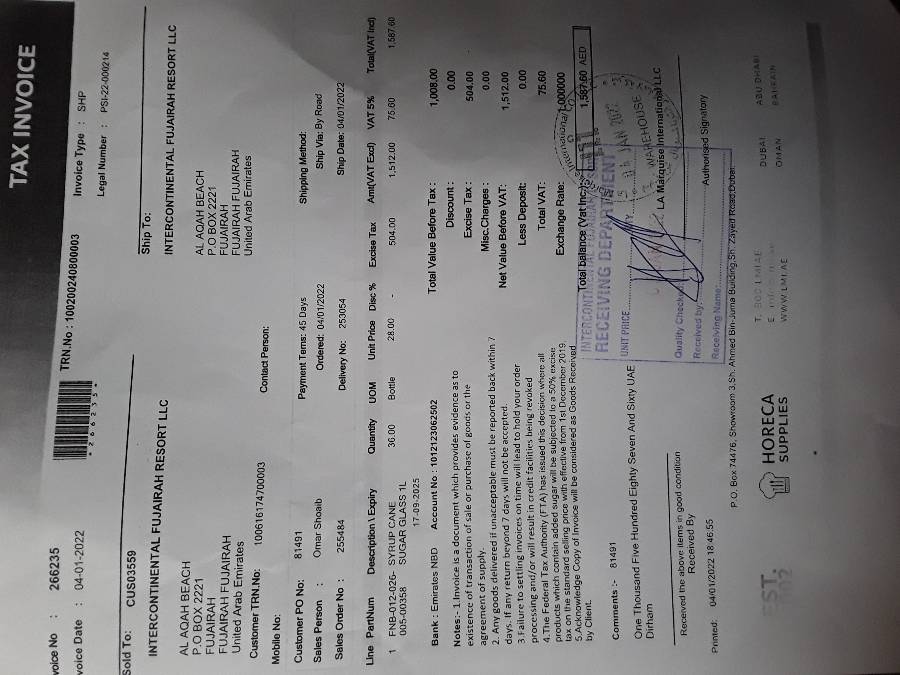 TAX INVOICE
voice No : 266235
*266235*
TRN.No : 100200240800003
Invoice Type : SHP
voice Date : 04-01-2022
Legal Number : PSI-22-000214
Sold To: CUS03559
INTERCONTINENTAL FUJAIRAH RESORT LLC
AL AQAH BEACH
P.O BOX 2221
FUJAIRAH
FUJAIRAH FUJAIRAH
United Arab Emirates
Customer TRN.No: 100616174700003
Mobile No:
Contact Person:
Ship To:
INTERCONTINENTAL FUJAIRAH RESORT LLC
AL AQAH BEACH
P.O BOX 2221
FUJAIRAH
FUJAIRAH FUJAIRAH
United Arab Emirates
Customer PO No: 81491
Payment Terms: 45 Days
Shipping Method:
Sales Person : Omar Shoaib
Ordered: 04/01/2022
Ship Via: By Road
Sales Order No : 255484
Delivery No: 253054
Ship Date: 04/01/2022
Line PartNum Description \ Expiry Quantity UOM Unit Price Disc % Excise Tax Amt(VAT Excl) VAT 5% Total(VAT Incl)
1 FNB-012-026- SYRUP CANE 36.00 Bottle 28.00 - 504.00 1,512.00 75.60 1,587.60
005-00358 SUGAR GLASS 1L
17-09-2025
Bank : Emirates NBD Account No: : 1012123062502
Total Value Before Tax : 1,008.00
Discount : 0.00
Excise Tax : 504.00
Misc.Charges : 0.00
Net Value Before VAT: 1,512.00
Less Deposit: 0.00
Total VAT: 75.60
Exchange Rate: 1.000000
Total balance (Vat Inc) 1,587.60 AED
Notes:- 1.Invoice is a document which provides evidence as to
existence of transaction of sale or purchase of goods or the
agreement of supply.
2. Any goods delivered if unacceptable must be reported back within 7
days. If any return beyond 7 days will not be accepted.
3.Failure to settling invoices on time will lead to hold your order
processing and/or will result in credit facilities being revoked
4.The Federal Tax Authority (FTA) has issued this decision where all
products which contain added sugar will be subjected to a 50% excise
tax on the standard selling price with effective from 1st December 2019
5.Acknowledge Copy of Invoice will be considered as Goods Received
by Client.
INTERCONTINENTAL FUJAIRAH
RECEIVING DEPARTMENT
UNIT PRICE
Quality Checked
Received by:
Receiving Name:
JAN 2022
WAREHOUSE
LA Marquise International LLC
Authorised Signatory
Comments :- 81491
One Thousand Five Hundred Eighty Seven And Sixty UAE
Dirham
Received the above items in good condition
Received By
Printed: 04/01/2022 18:46:55
P.O. Box 74476, Showroom 3,Sh. Ahmed Bin-Juma Building,Sh. Zayed Road,Dubai
EST.
HORECA
SUPPLIES
WWW.LMI.AE
DUBAI ABU DHABI
OMAN BAHRAIN